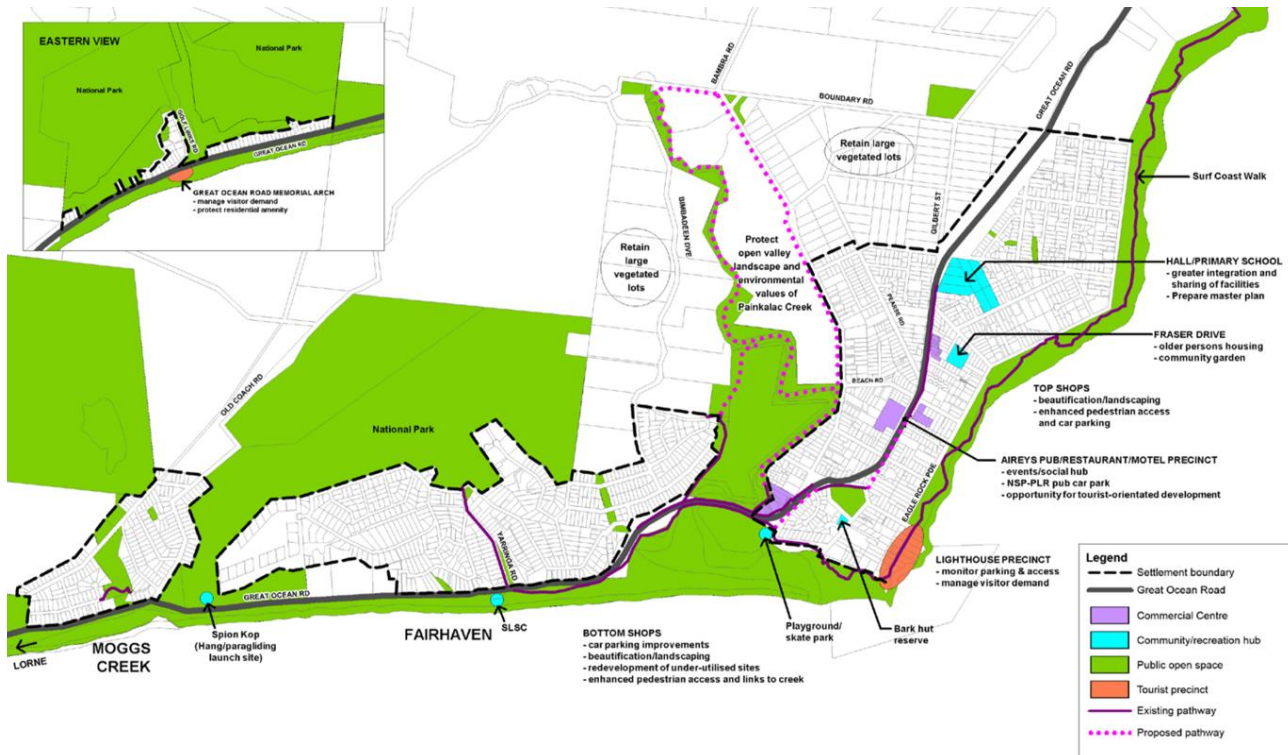 EASTERN VIEW
National Park
National Park
GOLF LINKS RD
GREAT OCEAN RD
GREAT OCEAN ROAD MEMORIAL ARCH
- manage visitor demand
- protect residential amenity
BAMBRA RD
BOUNDARY RD
GREAT OCEAN RD
Retain
large vegetated
lots
GILBERT ST
Surf Coast Walk
BIMBADEEN DVE
Retain
large
vegetated
lots
Protect
open valley
landscape and
environmental
values of
Painkalac Creek
HALL/PRIMARY SCHOOL
- greater integration and
sharing of facilities
- Prepare master plan
PEARSE RD
FRASER DRIVE
- older persons housing
- community garden
BEACH RD
TOP SHOPS
- beautification/landscaping
- enhanced pedestrian access
and car parking
OLD COACH RD
National Park
AIREYS PUB/RESTAURANT/MOTEL PRECINCT
- events/social hub
- NSP-PLR pub car park
- opportunity for tourist-orientated development
EAGLE ROCK PDE
YARRINGA RD
LIGHTHOUSE PRECINCT
- monitor parking & access
- manage visitor demand
GREAT OCEAN RD
LORNE
MOGGS
CREEK
Spion Kop
(Hang/paragliding
launch site)
FAIRHAVEN
SLSC
BOTTOM SHOPS
- car parking improvements
- beautification/landscaping
- redevelopment of under-utilised sites
- enhanced pedestrian access and links to creek
Playground/
skate park
Bark hut
reserve
Legend
Settlement boundary
Great Ocean Road
Commercial Centre
Community/recreation hub
Public open space
Tourist precinct
Existing pathway
Proposed pathway